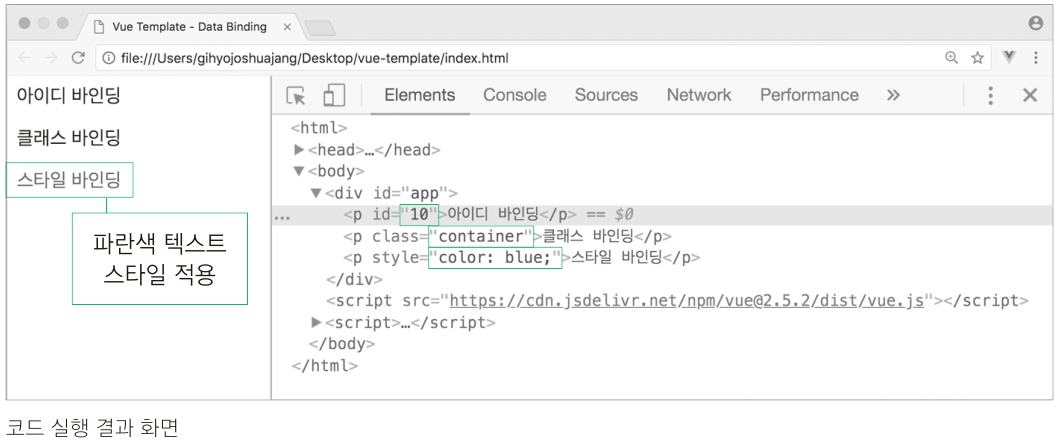 Vue Template - Data Binding
file:///Users/gihyojoshuajang/Desktop/vue-template/index.html
아이디 바인딩
클래스 바인딩
스타일 바인딩
파란색 텍스트
스타일 적용
Elements Console Sources Network Performance »
<html>
▶<head>…</head>
▼<body>
▼<div id="app">
… <p id="10">아이디 바인딩</p> == $0
<p class="container">클래스 바인딩</p>
<p style="color: blue;">스타일 바인딩</p>
</div>
<script src="https://cdn.jsdelivr.net/npm/vue@2.5.2/dist/vue.js"></script>
▶<script>…</script>
</body>
</html>
코드 실행 결과 화면